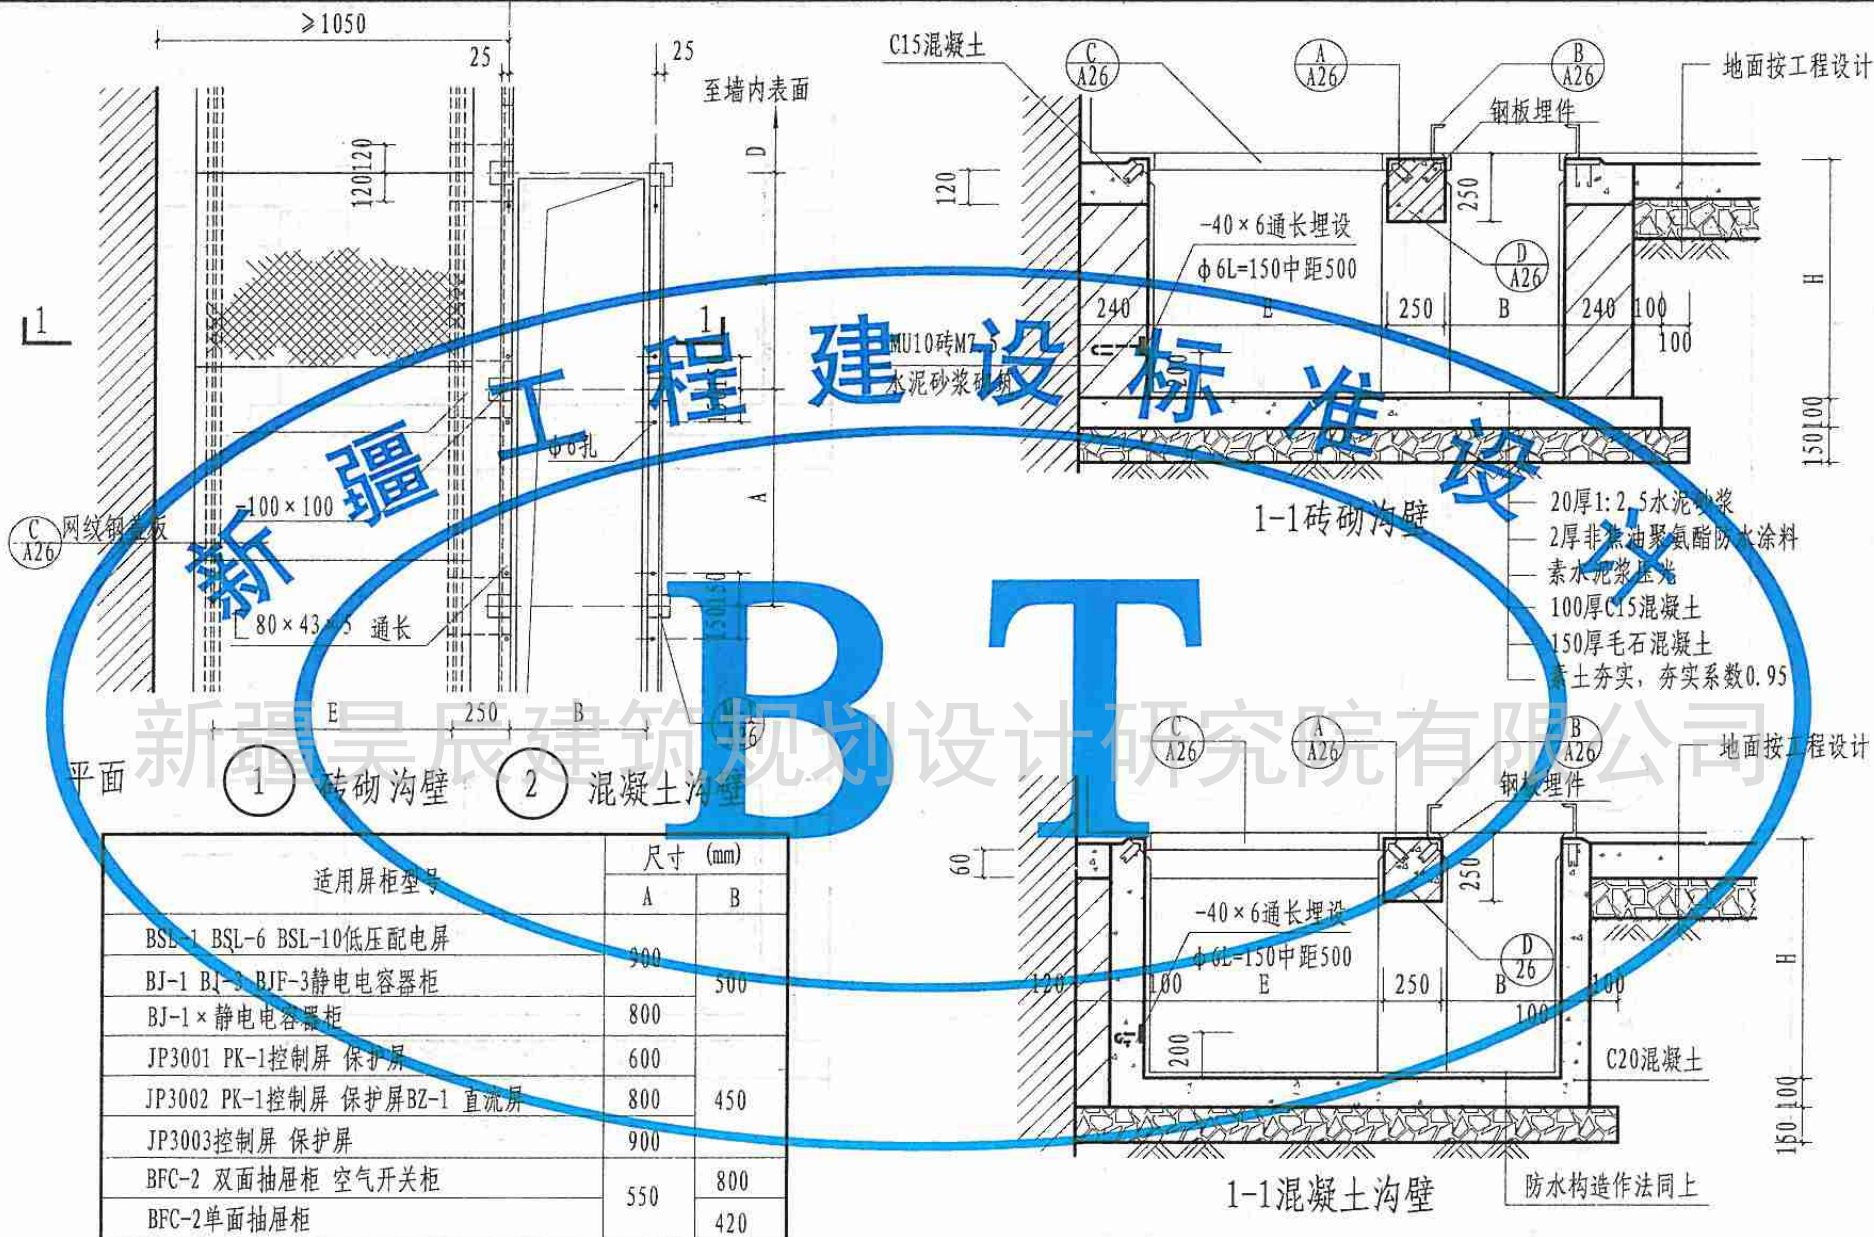 ≥1050
25
25
至墙内表面
D
120
120
1
1
A
φ6孔
-100×100
C
A26
网纹钢盖板
80×43×5 通长
150
150
E
250
B
平面
1
砖砌沟壁
2
混凝土沟壁
适用屏柜型号
尺寸 (mm)
A
B
BSL-1 BSL-6 BSL-10低压配电屏
900
500
BJ-1 BJ-3 BJF-3静电电容器柜
BJ-1×静电电容器柜
800
JP3001 PK-1控制屏 保护屏
600
JP3002 PK-1控制屏 保护屏BZ-1 直流屏
800
450
JP3003控制屏 保护屏
900
BFC-2 双面抽屉柜 空气开关柜
550
800
BFC-2单面抽屉柜
420
C15混凝土
C
A26
A
A26
B
A26
地面按工程设计
钢板埋件
120
250
-40×6通长埋设
φ6L=150中距500
D
A26
H
240
E
250
B
240
100
100
MU10砖M7.5
水泥砂浆砌筑
200
100
150
1-1砖砌沟壁
20厚1:2.5水泥砂浆
2厚非焦油聚氨酯防水涂料
素水泥浆压光
100厚C15混凝土
150厚毛石混凝土
素土夯实，夯实系数0.95
C
A26
A
A26
B
A26
地面按工程设计
钢板埋件
60
250
-40×6通长埋设
φ6L=150中距500
D
26
H
120
100
E
250
B
100
100
200
C20混凝土
100
150
1-1混凝土沟壁
防水构造作法同上
新疆工程建设标准设计
BT
新疆昊辰建筑规划设计研究院有限公司